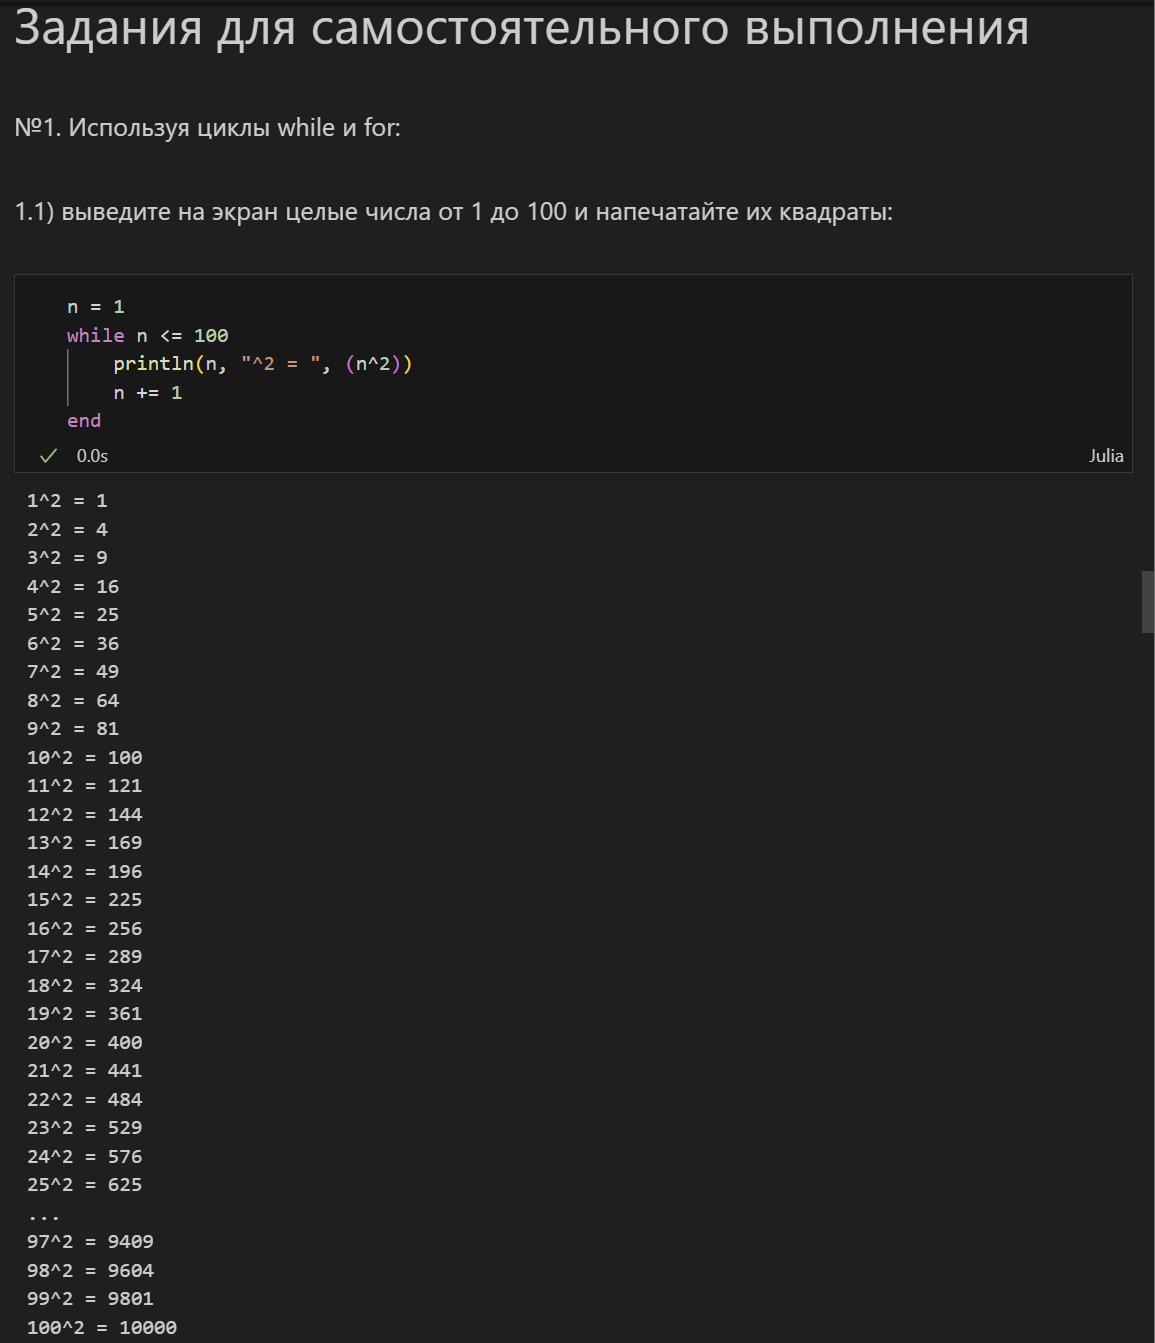 Задания для самостоятельного выполнения
№1. Используя циклы while и for:
1.1) выведите на экран целые числа от 1 до 100 и напечатайте их квадраты:
n = 1
while n <= 100
    println(n, "^2 = ", (n^2))
    n += 1
end
0.0s
Julia
1^2 = 1
2^2 = 4
3^2 = 9
4^2 = 16
5^2 = 25
6^2 = 36
7^2 = 49
8^2 = 64
9^2 = 81
10^2 = 100
11^2 = 121
12^2 = 144
13^2 = 169
14^2 = 196
15^2 = 225
16^2 = 256
17^2 = 289
18^2 = 324
19^2 = 361
20^2 = 400
21^2 = 441
22^2 = 484
23^2 = 529
24^2 = 576
25^2 = 625
...
97^2 = 9409
98^2 = 9604
99^2 = 9801
100^2 = 10000